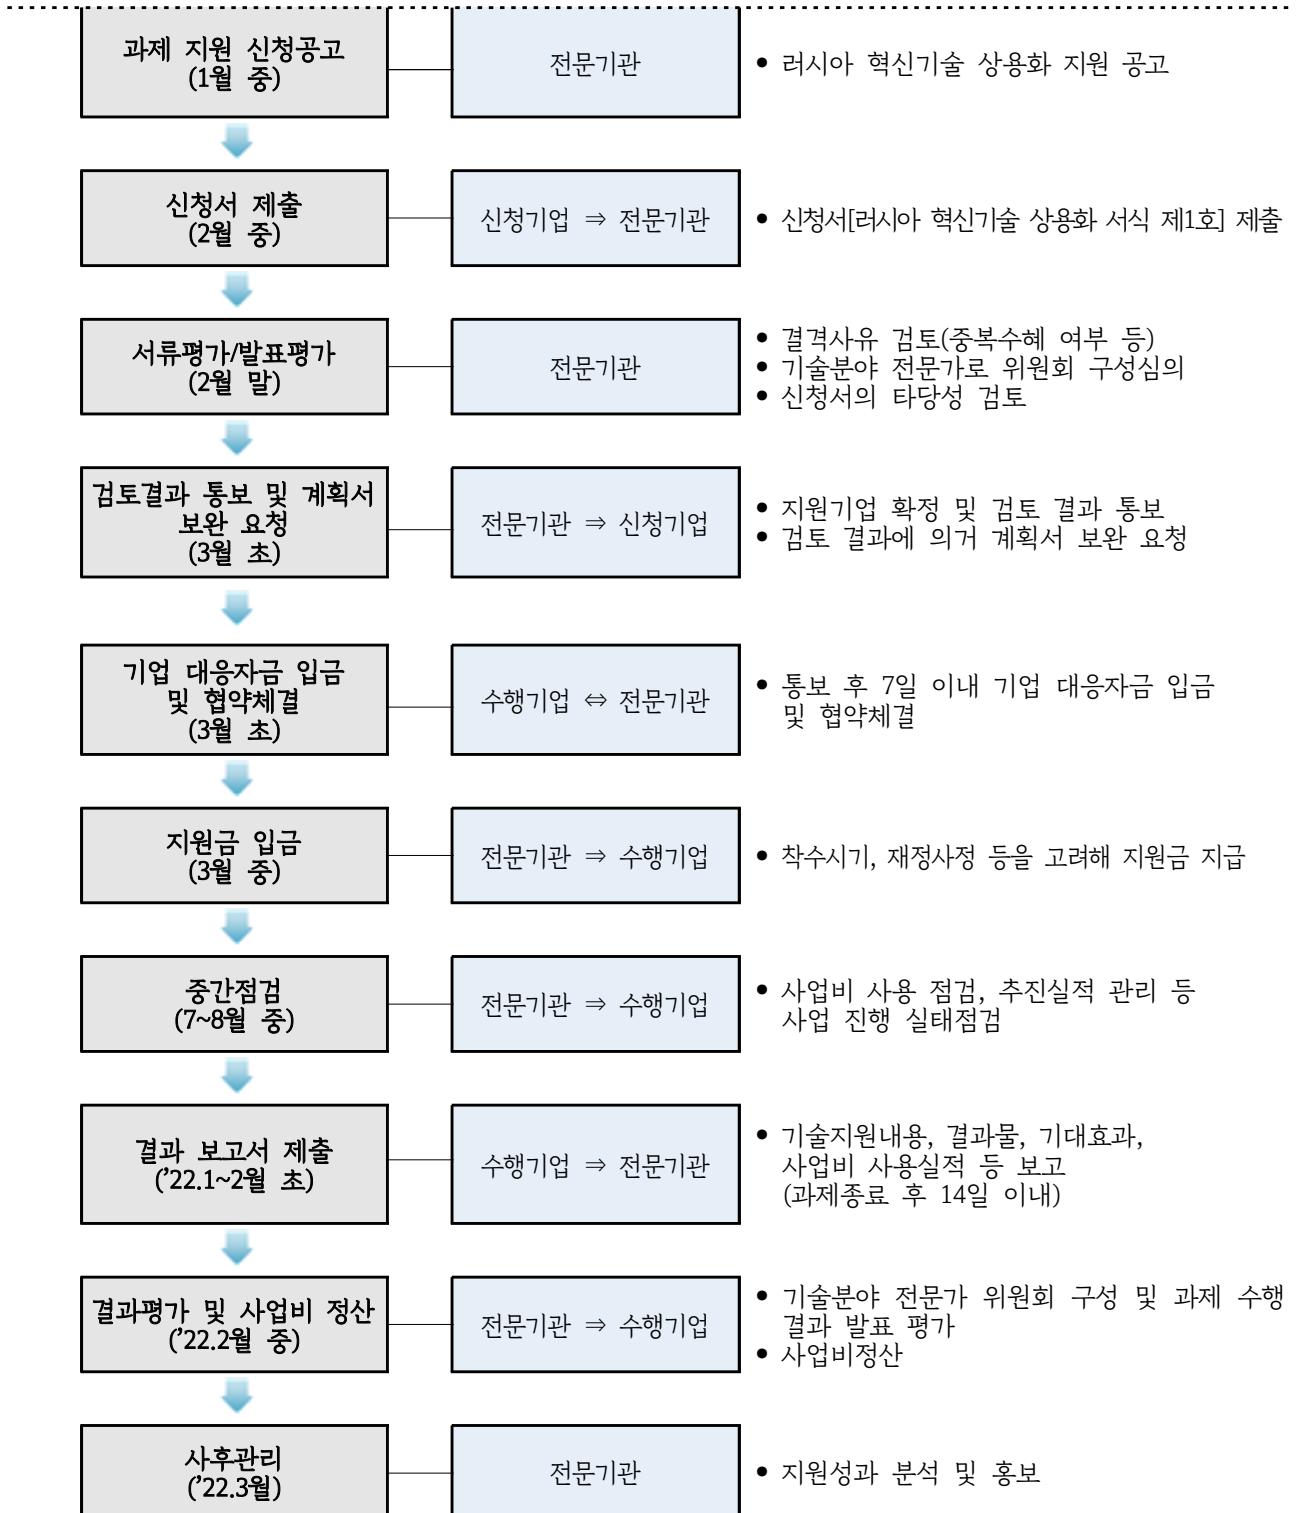 과제 지원 신청공고
(1월 중)
전문기관
• 러시아 혁신기술 상용화 지원 공고
신청서 제출
(2월 중)
신청기업 ⇒ 전문기관
• 신청서[러시아 혁신기술 상용화 서식 제1호] 제출
서류평가/발표평가
(2월 말)
전문기관
• 결격사유 검토(중복수혜 여부 등)
• 기술분야 전문가로 위원회 구성심의
• 신청서의 타당성 검토
검토결과 통보 및 계획서
보완 요청
(3월 초)
전문기관 ⇒ 신청기업
• 지원기업 확정 및 검토 결과 통보
• 검토 결과에 의거 계획서 보완 요청
기업 대응자금 입금
및 협약체결
(3월 초)
수행기업 ⇔ 전문기관
• 통보 후 7일 이내 기업 대응자금 입금
및 협약체결
지원금 입금
(3월 중)
전문기관 ⇒ 수행기업
• 착수시기, 재정사정 등을 고려해 지원금 지급
중간점검
(7~8월 중)
전문기관 ⇒ 수행기업
• 사업비 사용 점검, 추진실적 관리 등
사업 진행 실태점검
결과 보고서 제출
(’22.1~2월 초)
수행기업 ⇒ 전문기관
• 기술지원내용, 결과물, 기대효과,
사업비 사용실적 등 보고
(과제종료 후 14일 이내)
결과평가 및 사업비 정산
(’22.2월 중)
전문기관 ⇒ 수행기업
• 기술분야 전문가 위원회 구성 및 과제 수행
결과 발표 평가
• 사업비정산
사후관리
(’22.3월)
전문기관
• 지원성과 분석 및 홍보